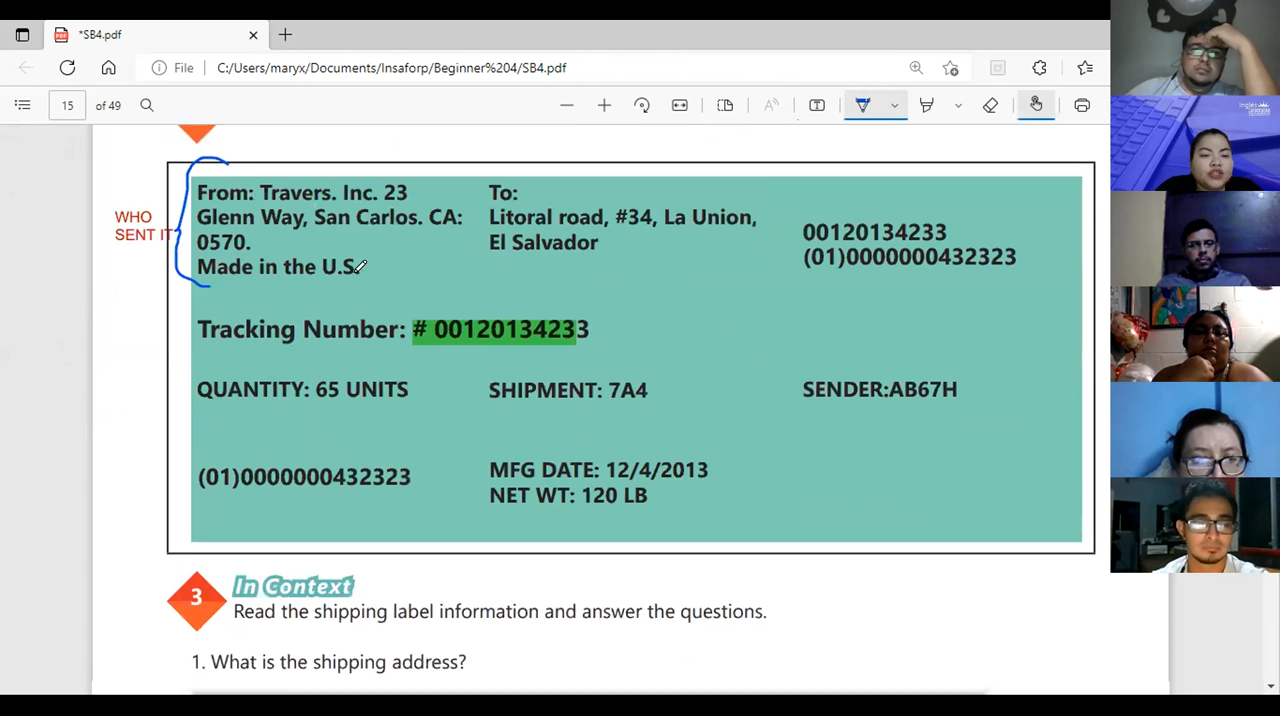 *SB4.pdf
File C:/Users/maryx/Documents/Insaforp/Beginner%204/SB4.pdf
15 of 49
WHO
SENT IT
From: Travers. Inc. 23
Glenn Way, San Carlos. CA:
0570.
Made in the U.S.
To:
Litoral road, #34, La Union,
El Salvador
00120134233
(01)0000000432323
Tracking Number: # 00120134233
QUANTITY: 65 UNITS
SHIPMENT: 7A4
SENDER:AB67H
(01)0000000432323
MFG DATE: 12/4/2013
NET WT: 120 LB
3 In Context
Read the shipping label information and answer the questions.
1. What is the shipping address?